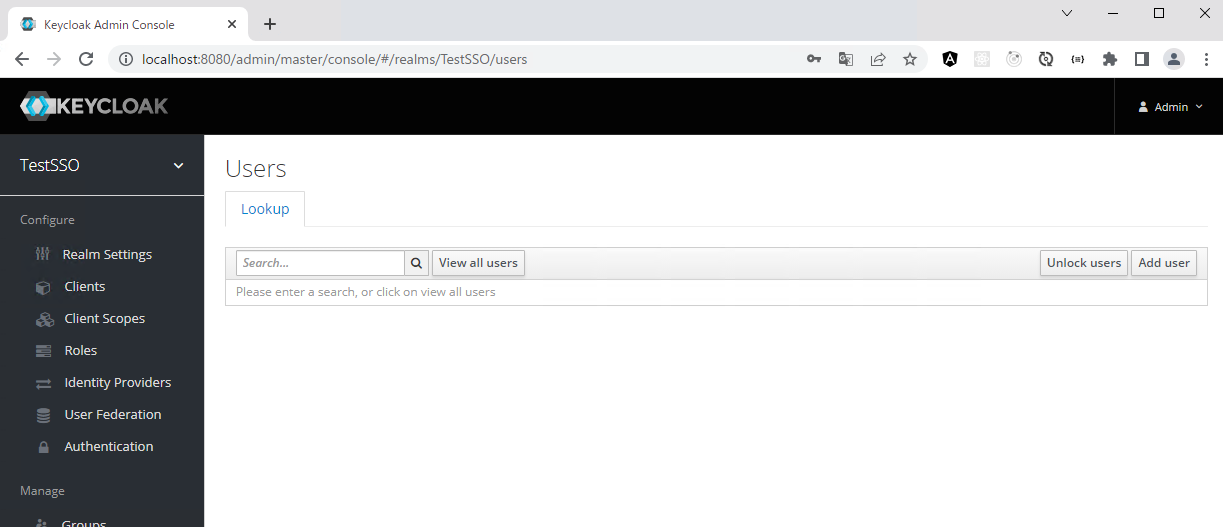 Keycloak Admin Console
localhost:8080/admin/master/console/#/realms/TestSSO/users
KEYCLOAK
Admin
TestSSO
Users
Lookup
Configure
Search...
View all users
Unlock users
Add user
Please enter a search, or click on view all users
Realm Settings
Clients
Client Scopes
Roles
Identity Providers
User Federation
Authentication
Manage
Groups